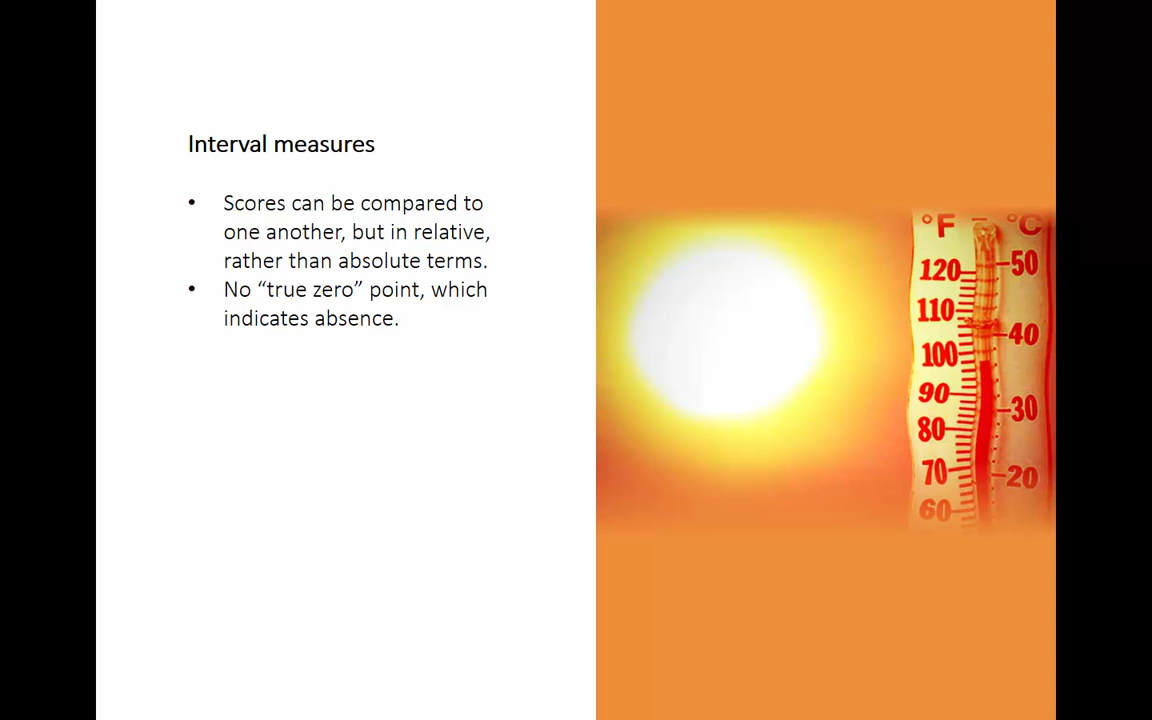 Interval measures
• Scores can be compared to
one another, but in relative,
rather than absolute terms.
• No “true zero” point, which
indicates absence.
°F °C
120 50
110
40
100
90
30
80
70 20
60